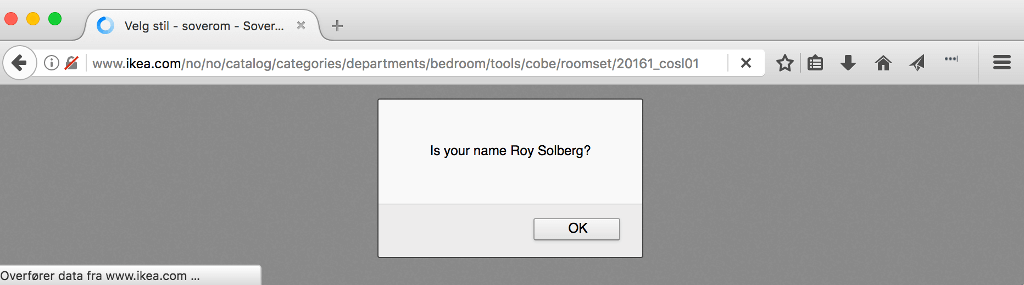 Velg stil - soverom - Sover...
www.ikea.com/no/no/catalog/categories/departments/bedroom/tools/cobe/roomset/20161_cosl01
Is your name Roy Solberg?
OK
Overfører data fra www.ikea.com ...